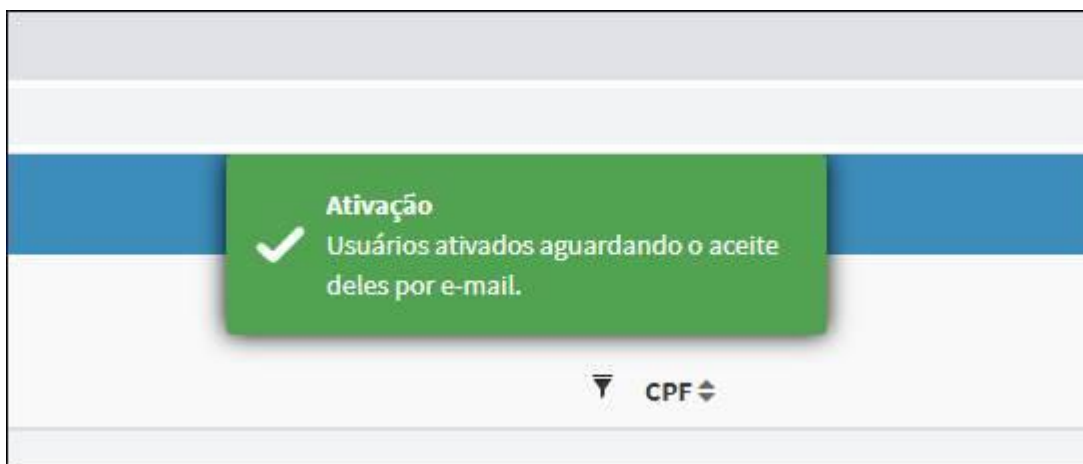 Ativação
Usuários ativados aguardando o aceite
deles por e-mail.
CPF